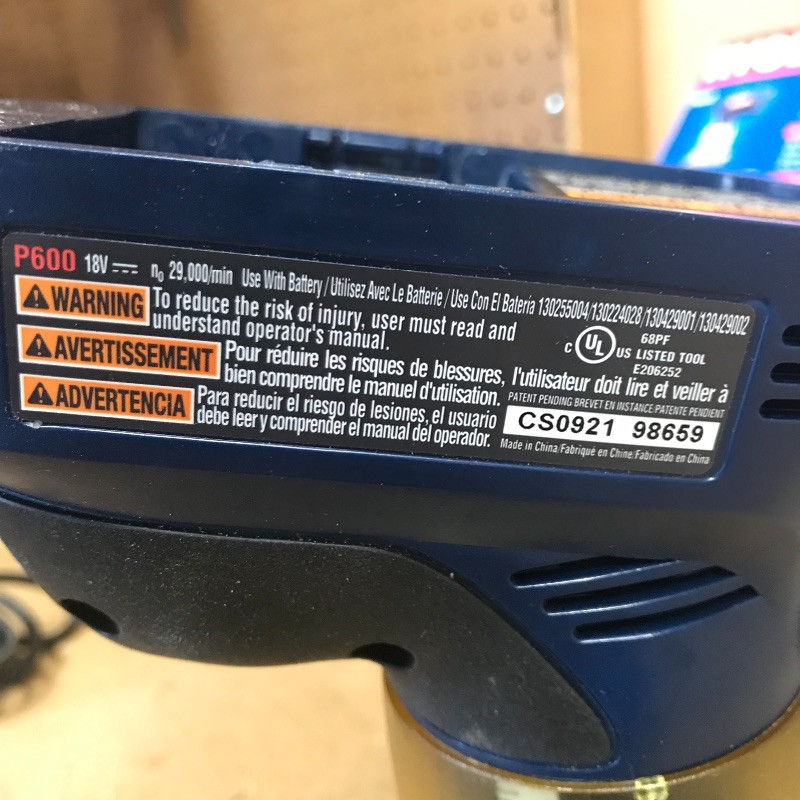 P600 18V n₀ 29,000/min Use With Battery / Utilisez Avec Le Batterie / Use Con El Batería 130255004/130224028/130429001/130429002
WARNING
To reduce the risk of injury, user must read and
understand operator's manual.
C UL US LISTED TOOL
68PF
E206252
AVERTISSEMENT
Pour réduire les risques de blessures, l'utilisateur doit lire et veiller à
bien comprendre le manuel d'utilisation.
PATENT PENDING BREVET EN INSTANCE PATENTE PENDIENT
ADVERTENCiA
Para reducir el riesgo de lesiones, el usuario
debe leer y comprender el manual del operador.
CS0921 98659
Made in China/Fabriqué en Chine/Fabricado en China